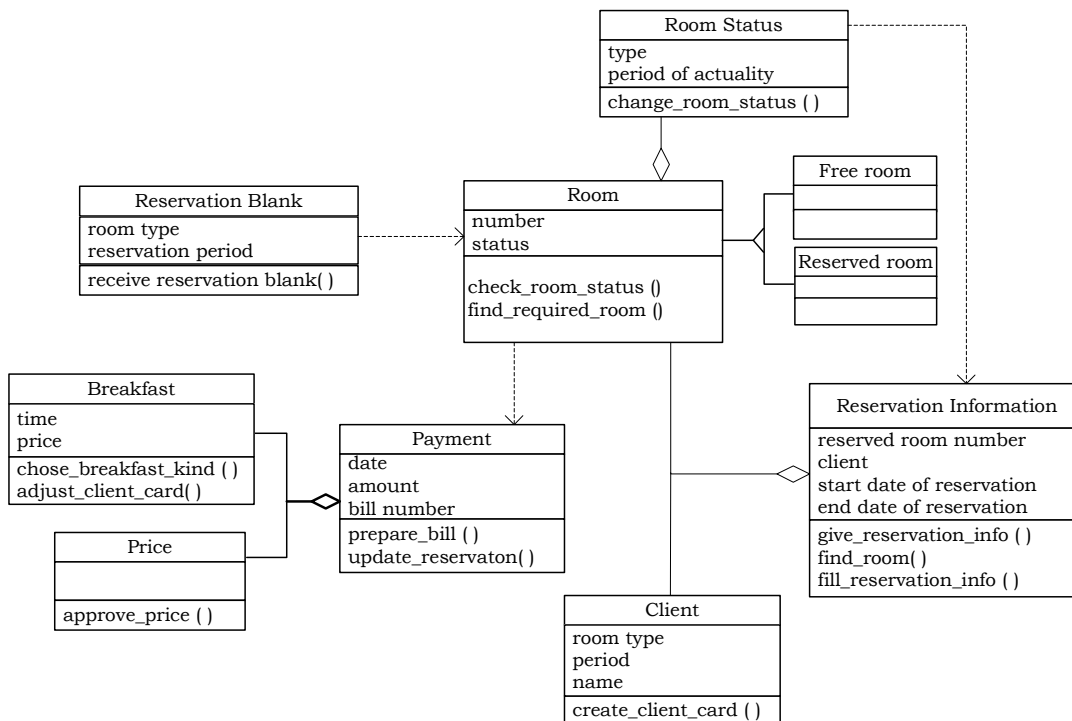 Room Status
type
period of actuality
change_room_status ( )
Free room
Reservation Blank
room type
reservation period
receive reservation blank( )
Room
number
status
check_room_status ()
find_required_room ()
Reserved room
Breakfast
time
price
chose_breakfast_kind ( )
adjust_client_card( )
Payment
date
amount
bill number
prepare_bill ( )
update_reservaton( )
Reservation Information
reserved room number
client
start date of reservation
end date of reservation
give_reservation_info ( )
find_room( )
fill_reservation_info ( )
Price
approve_price ( )
Client
room type
period
name
create_client_card ( )